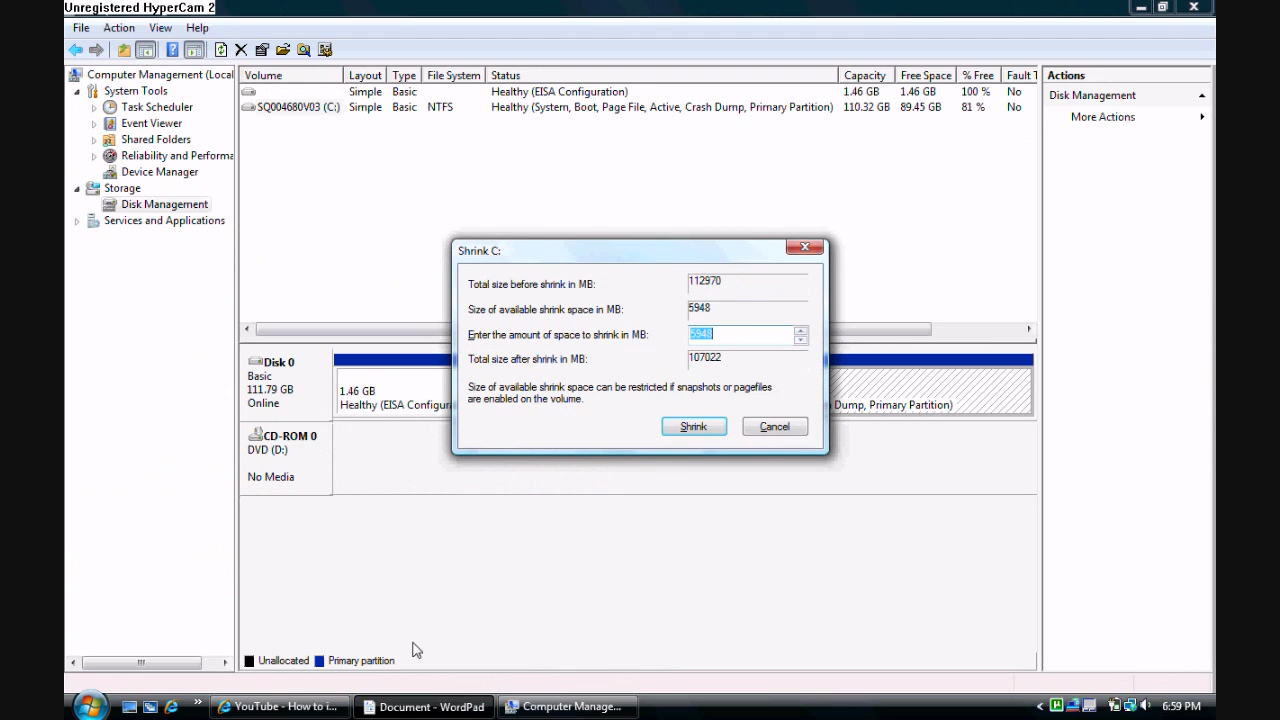 Unregistered HyperCam 2
File Action View Help
Computer Management (Local
System Tools
Task Scheduler
Event Viewer
Shared Folders
Reliability and Performa
Device Manager
Storage
Disk Management
Services and Applications
Volume Layout Type File System Status Capacity Free Space % Free Fault T
Simple Basic Healthy (EISA Configuration) 1.46 GB 1.46 GB 100 % No
SQ004680V03 (C:) Simple Basic NTFS Healthy (System, Boot, Page File, Active, Crash Dump, Primary Partition) 110.32 GB 89.45 GB 81 % No
Actions
Disk Management
More Actions
Shrink C:
Total size before shrink in MB: 112970
Size of available shrink space in MB: 5948
Enter the amount of space to shrink in MB: 5948
Total size after shrink in MB: 107022
Size of available shrink space can be restricted if snapshots or pagefiles
are enabled on the volume.
Shrink Cancel
Disk 0
Basic
111.79 GB
Online
1.46 GB
Healthy (EISA Configur
Dump, Primary Partition)
CD-ROM 0
DVD (D:)
No Media
Unallocated Primary partition
YouTube - How to i... Document - WordPad Computer Manage... 6:59 PM